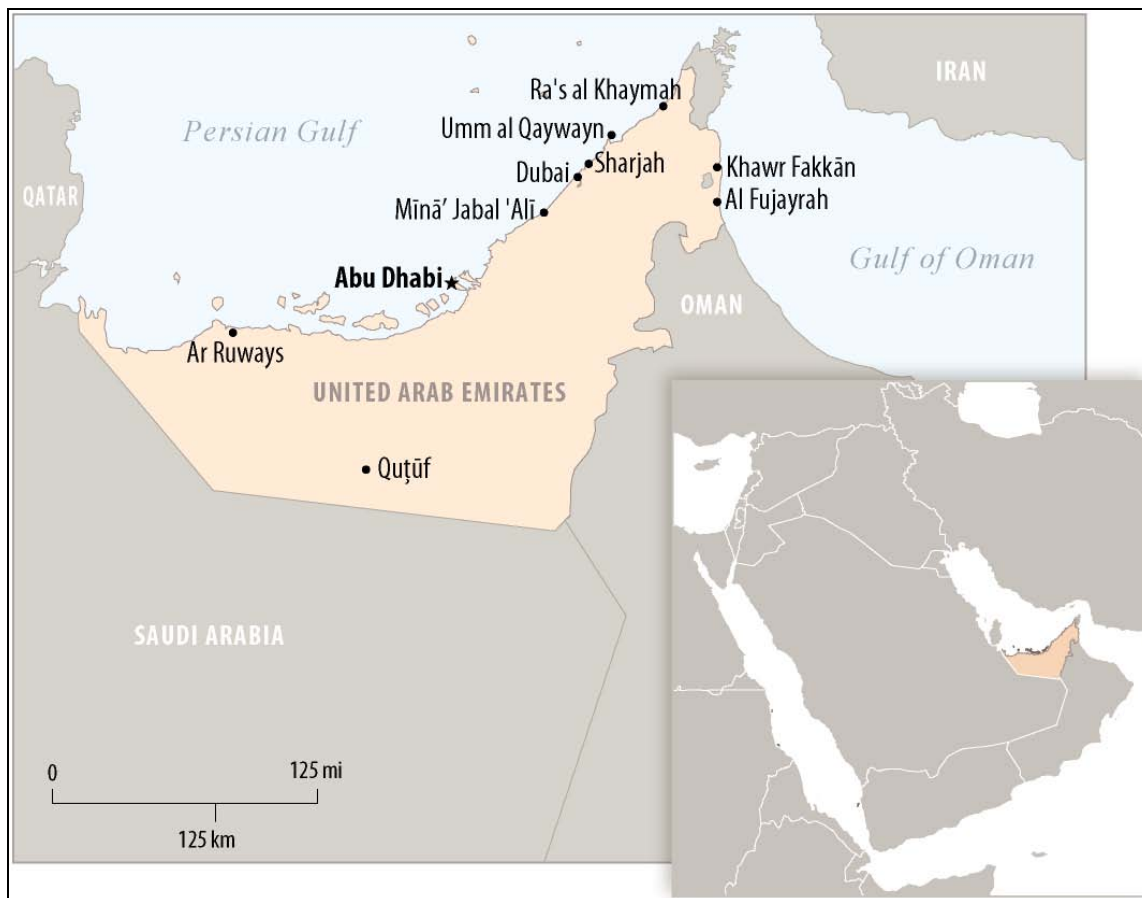 IRAN
Ra's al Khaymah
Persian Gulf
Umm al Qaywayn
Sharjah
Khawr Fakkān
Dubai
QATAR
Al Fujayrah
Mīnā’ Jabal 'Alī
Gulf of Oman
Abu Dhabi
OMAN
Ar Ruways
UNITED ARAB EMIRATES
Quțūf
SAUDI ARABIA
0
125 mi
125 km